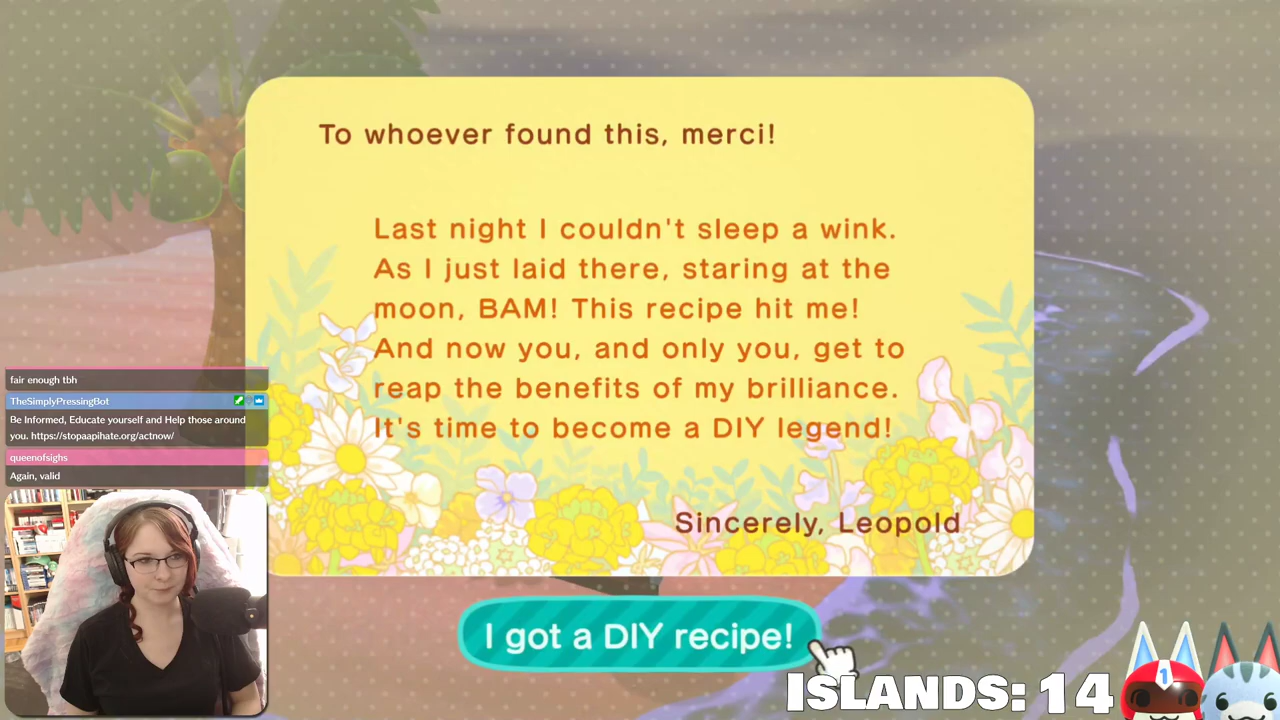 To whoever found this, merci!
Last night I couldn't sleep a wink.
As I just laid there, staring at the
moon, BAM! This recipe hit me!
And now you, and only you, get to
reap the benefits of my brilliance.
It's time to become a DIY legend!
Sincerely, Leopold
I got a DIY recipe!
fair enough tbh
TheSimplyPressingBot
Be Informed, Educate yourself and Help those around
you. https://stopaapihate.org/actnow/
queenofsighs
Again, valid
ISLANDS: 14
1